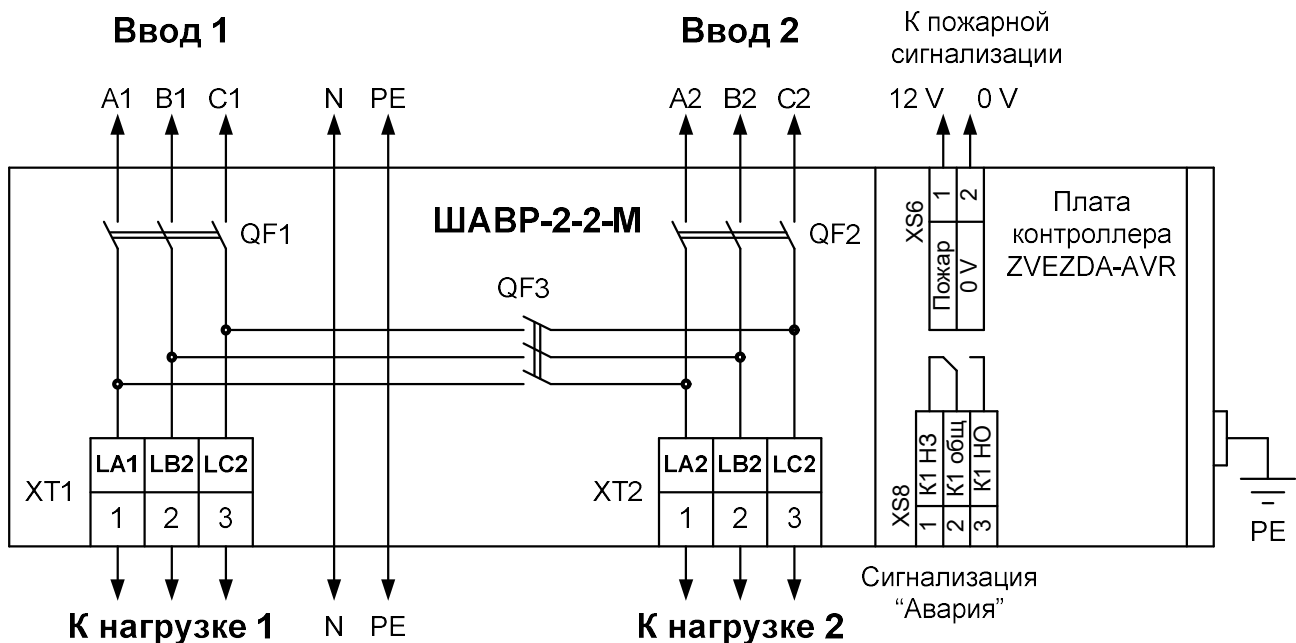 Ввод 1
Ввод 2
К пожарной
сигнализации
A1 B1 C1 N PE
A2 B2 C2
12 V 0 V
ШАВР-2-2-М
QF1
QF2
QF3
XS6
1
2
Пожар
0 V
Плата
контроллера
ZVEZDA-AVR
XT1
LA1 LB2 LC2
1 2 3
XT2
LA2 LB2 LC2
1 2 3
XS8
1 К1 НЗ
2 К1 общ
3 К1 НО
PE
К нагрузке 1
N PE
К нагрузке 2
Сигнализация
“Авария”